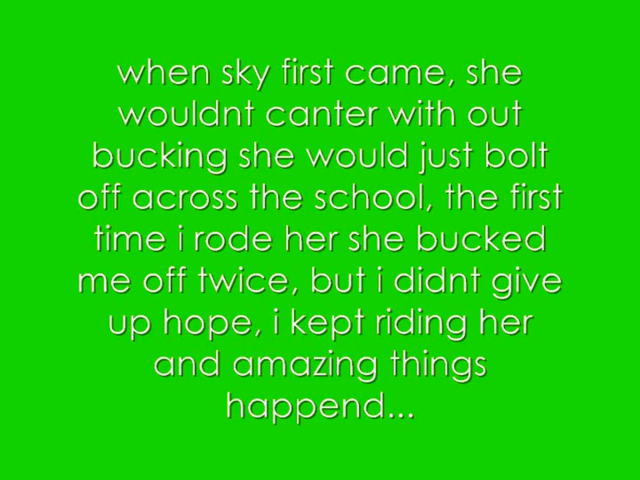 when sky first came, she
wouldnt canter with out
bucking she would just bolt
off across the school, the first
time i rode her she bucked
me off twice, but i didnt give
up hope, i kept riding her
and amazing things
happend...